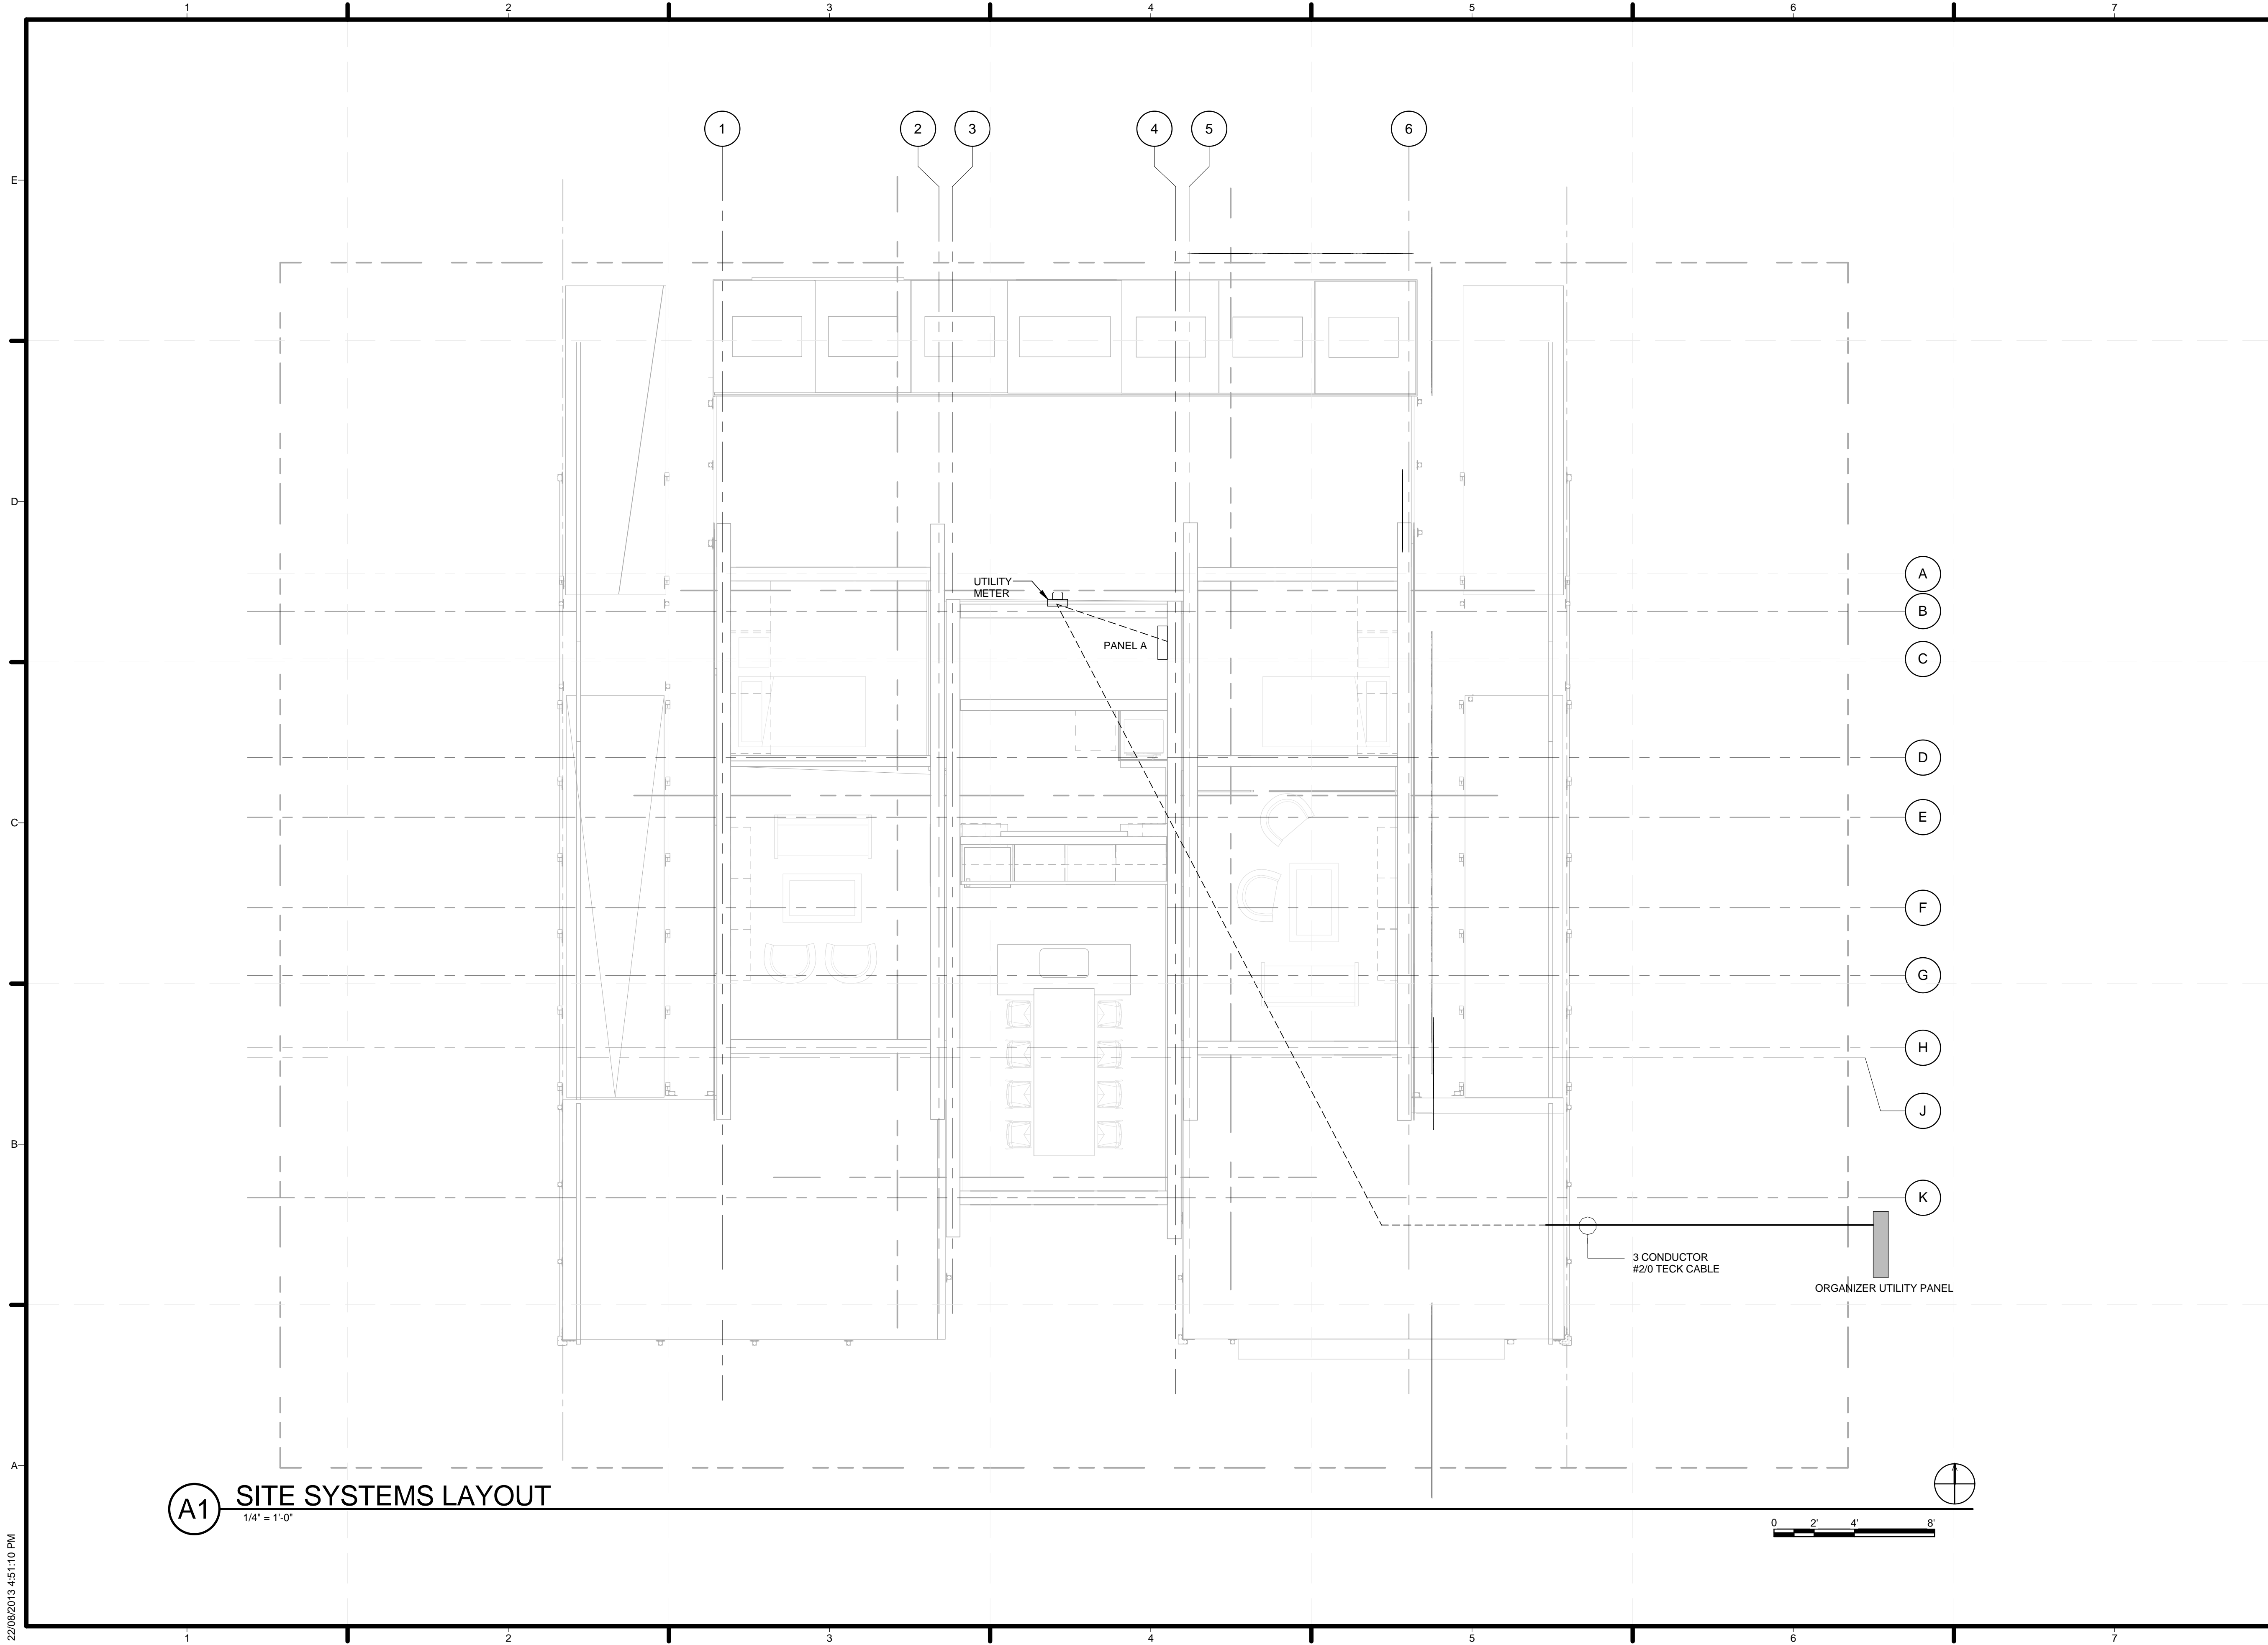 1 2 3 4 5 6 7
1 2 3 4 5 6
E
D
C
B
A
A
B
C
D
E
F
G
H
J
K
UTILITY
METER
PANEL A
3 CONDUCTOR
#2/0 TECK CABLE
ORGANIZER UTILITY PANEL
A1
SITE SYSTEMS LAYOUT
1/4" = 1'-0"
0 2' 4' 8'
22/08/2013 4:51:10 PM
1 2 3 4 5 6 7